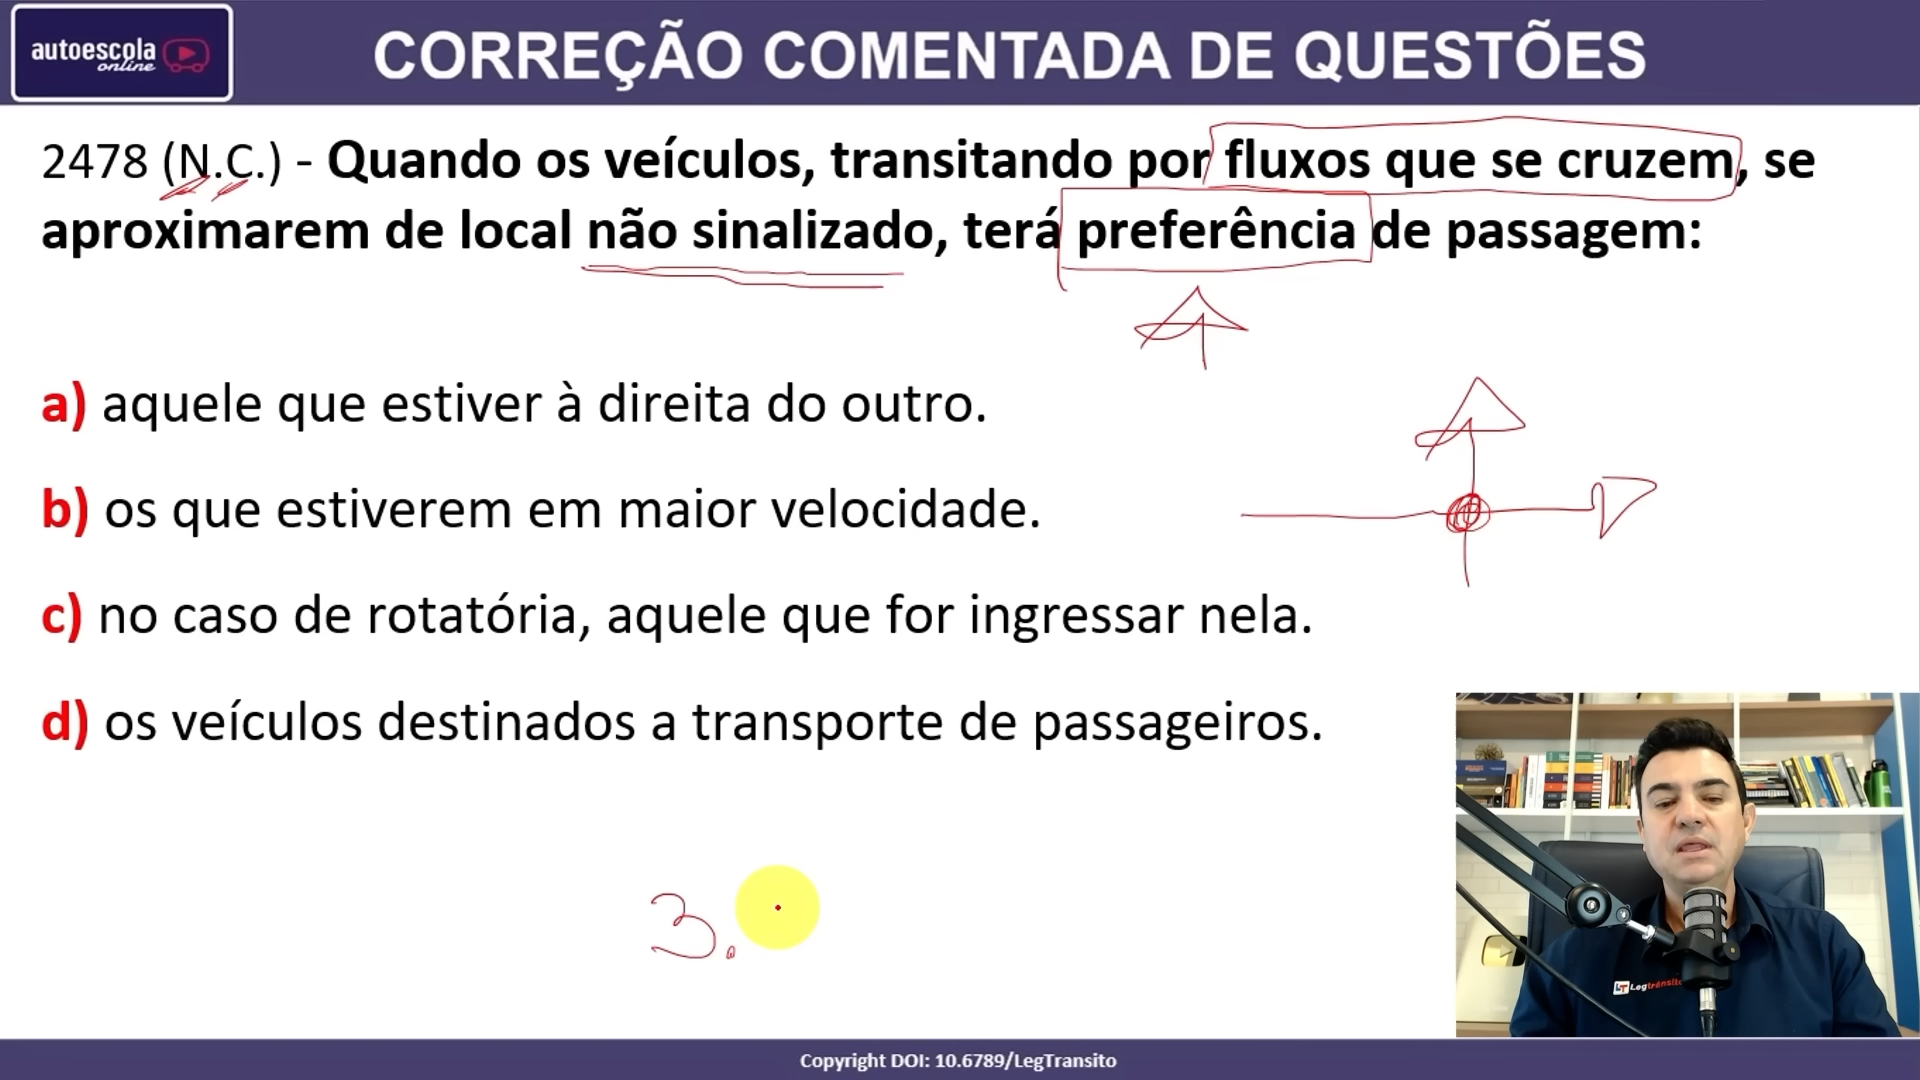 autoescola
online
CORREÇÃO COMENTADA DE QUESTÕES
2478 (N.C.) - Quando os veículos, transitando por fluxos que se cruzem, se
aproximarem de local não sinalizado, terá preferência de passagem:
a) aquele que estiver à direita do outro.
b) os que estiverem em maior velocidade.
c) no caso de rotatória, aquele que for ingressar nela.
d) os veículos destinados a transporte de passageiros.
3.
LT Legtrânsito
Copyright DOI: 10.6789/LegTransito